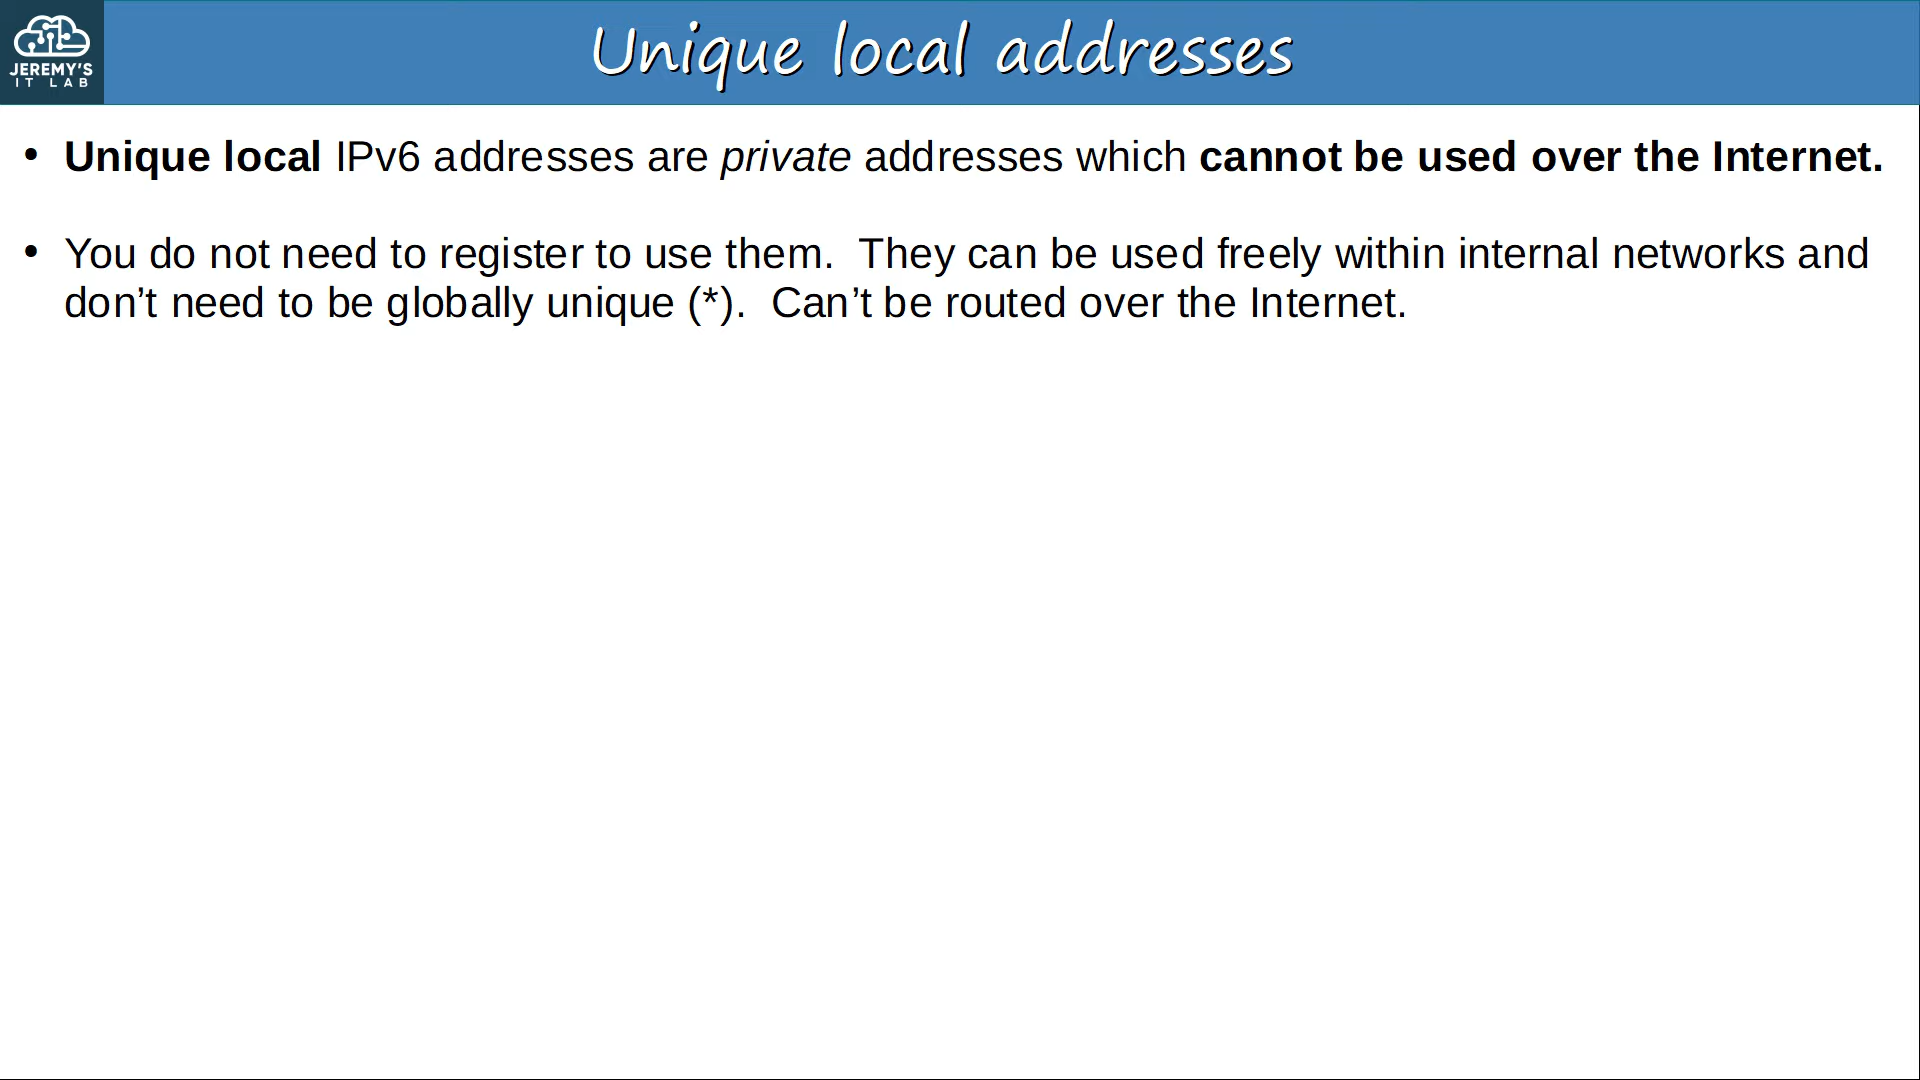 JEREMY'S
IT LAB
Unique local addresses
• Unique local IPv6 addresses are private addresses which cannot be used over the Internet.
• You do not need to register to use them.  They can be used freely within internal networks and
don’t need to be globally unique (*).  Can’t be routed over the Internet.